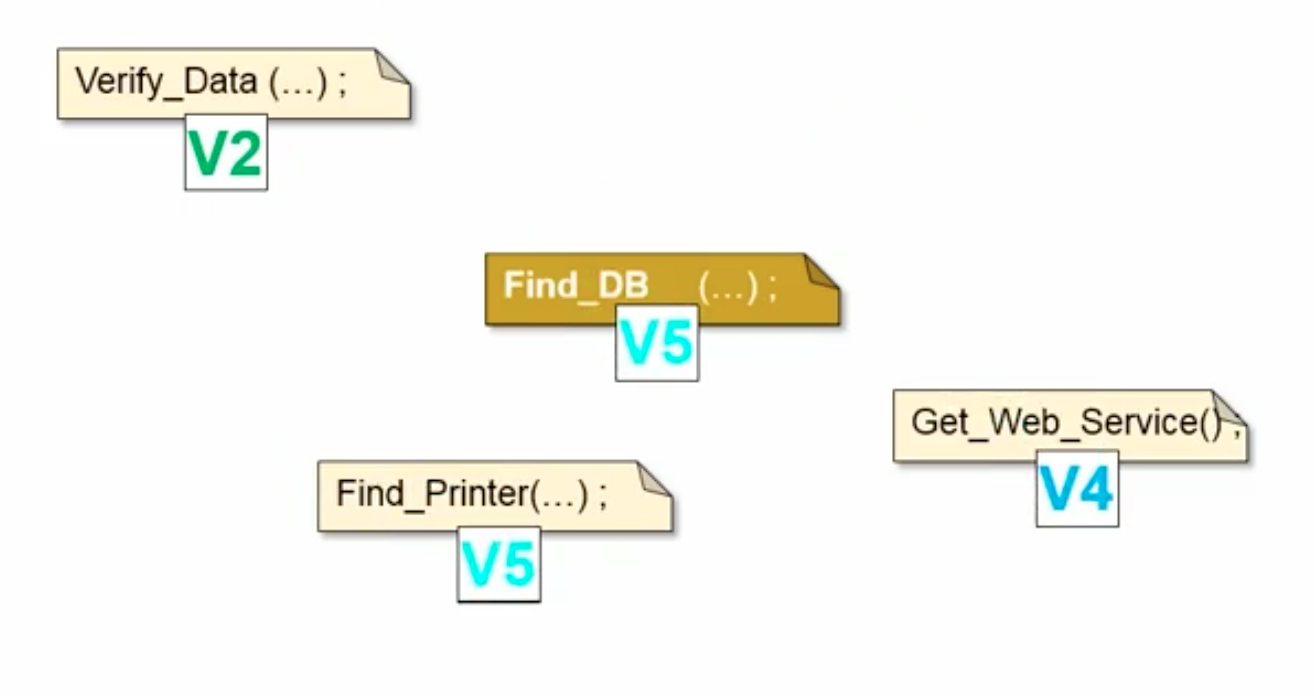 Verify_Data (...) ;
V2
Find_DB (...) ;
V5
Get_Web_Service() ;
V4
Find_Printer(...) ;
V5